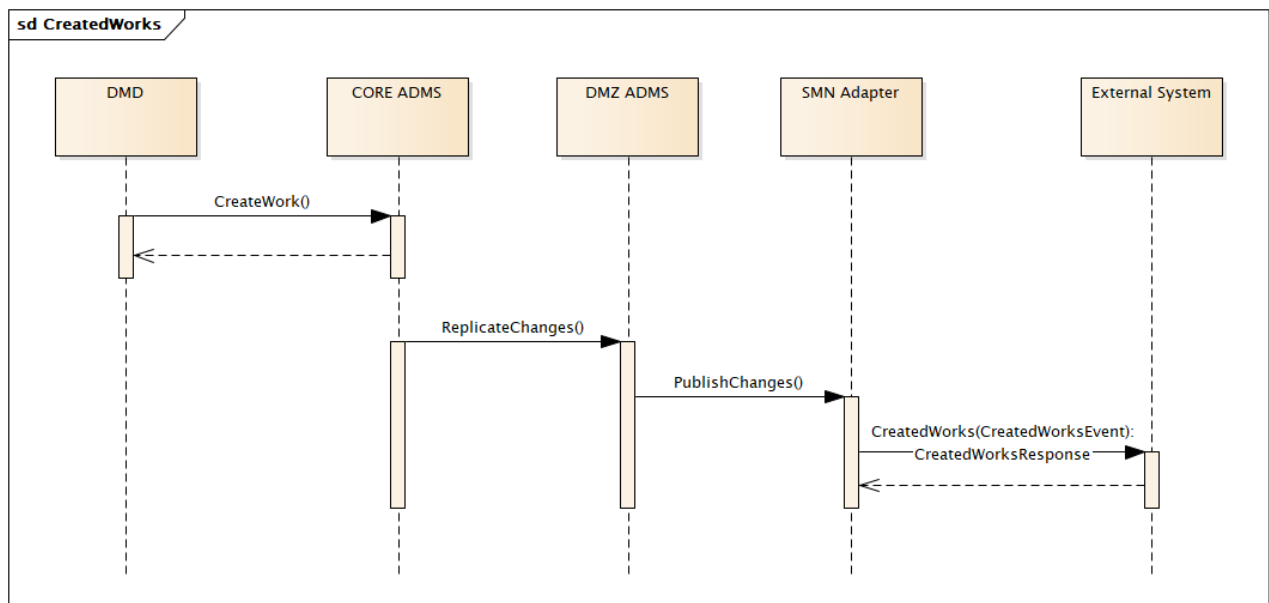 sd CreatedWorks
DMD
CORE ADMS
DMZ ADMS
SMN Adapter
External System
CreateWork()
ReplicateChanges()
PublishChanges()
CreatedWorks(CreatedWorksEvent):
CreatedWorksResponse